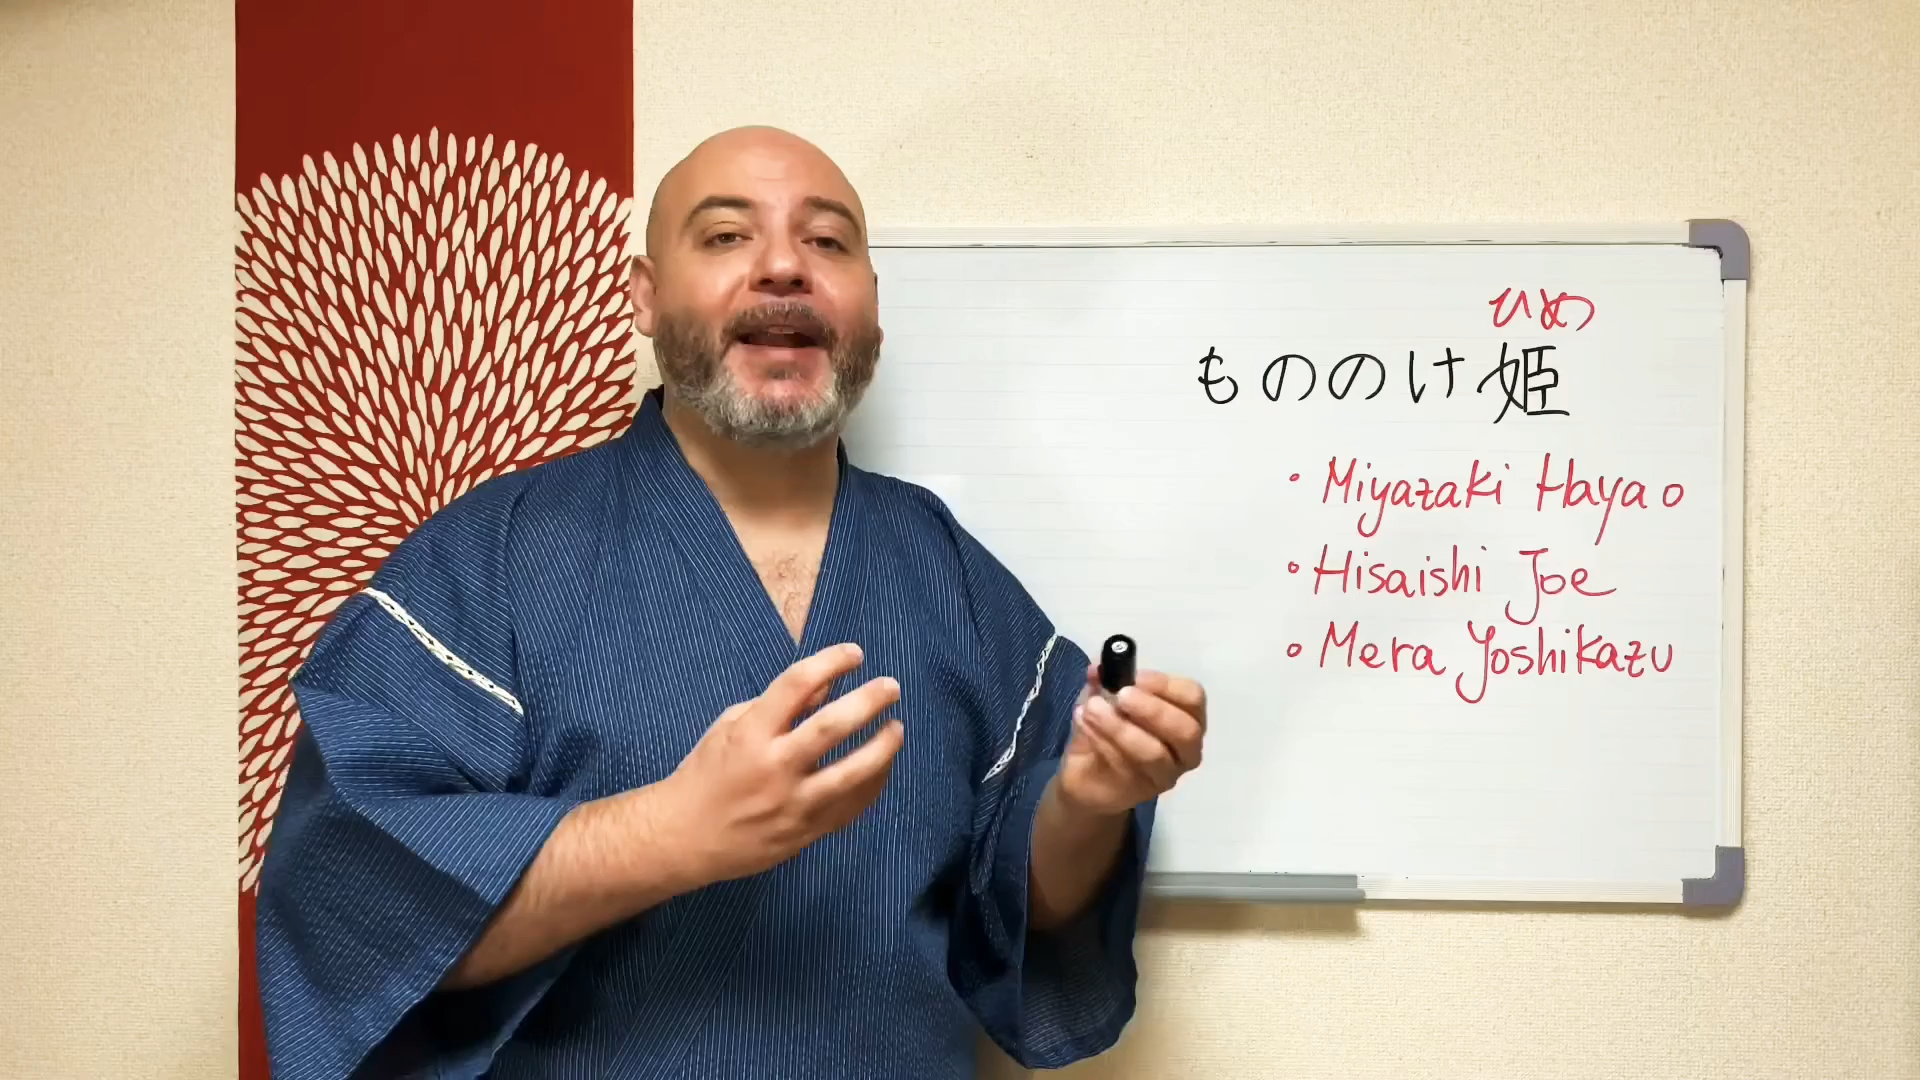 ひめ
もののけ姫
• Miyazaki Hayao
• Hisaishi Joe
• Mera Yoshikazu